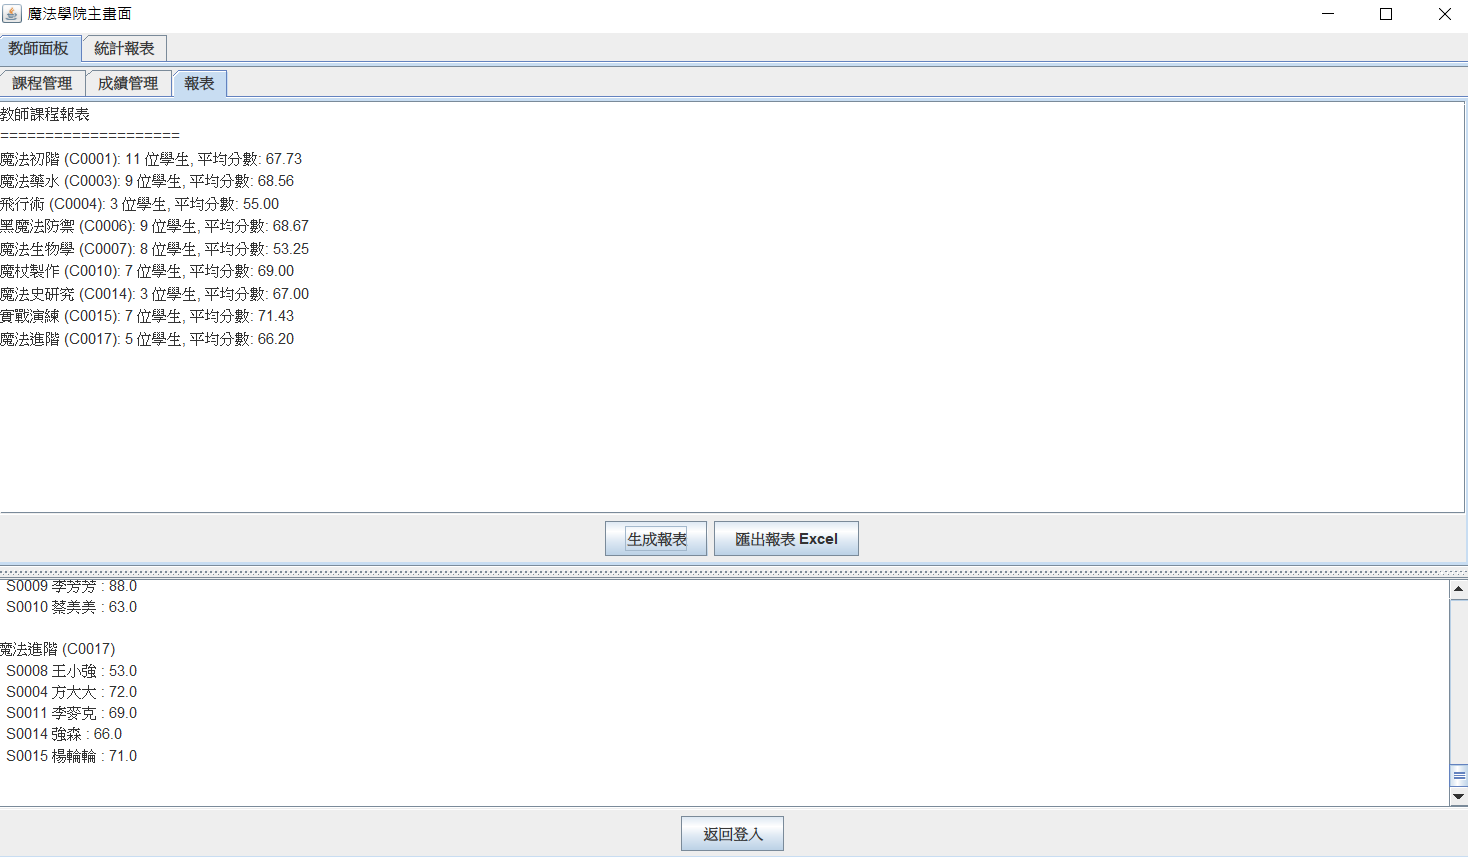 魔法學院主畫面
教師面板 統計報表
課程管理 成績管理 報表
教師課程報表
====================
魔法初階 (C0001): 11 位學生, 平均分數: 67.73
魔法藥水 (C0003): 9 位學生, 平均分數: 68.56
飛行術 (C0004): 3 位學生, 平均分數: 55.00
黑魔法防禦 (C0006): 9 位學生, 平均分數: 68.67
魔法生物學 (C0007): 8 位學生, 平均分數: 53.25
魔杖製作 (C0010): 7 位學生, 平均分數: 69.00
魔法史研究 (C0014): 3 位學生, 平均分數: 67.00
實戰演練 (C0015): 7 位學生, 平均分數: 71.43
魔法進階 (C0017): 5 位學生, 平均分數: 66.20
生成報表 匯出報表 Excel
S0009 李芳芳 : 88.0
S0010 蔡美美 : 63.0
魔法進階 (C0017)
S0008 王小強 : 53.0
S0004 方大大 : 72.0
S0011 李麥克 : 69.0
S0014 強森 : 66.0
S0015 楊輪輪 : 71.0
返回登入